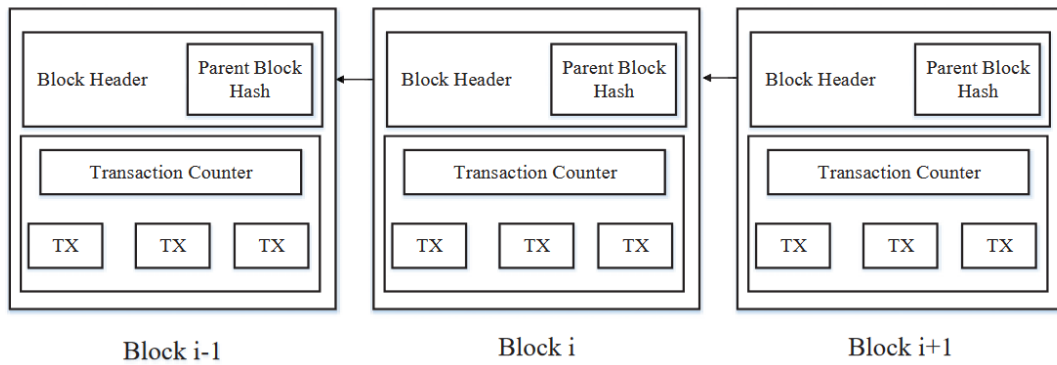 Block Header
Parent Block
Hash
Transaction Counter
TX TX TX
Block i-1
Block Header
Parent Block
Hash
Transaction Counter
TX TX TX
Block i
Block Header
Parent Block
Hash
Transaction Counter
TX TX TX
Block i+1